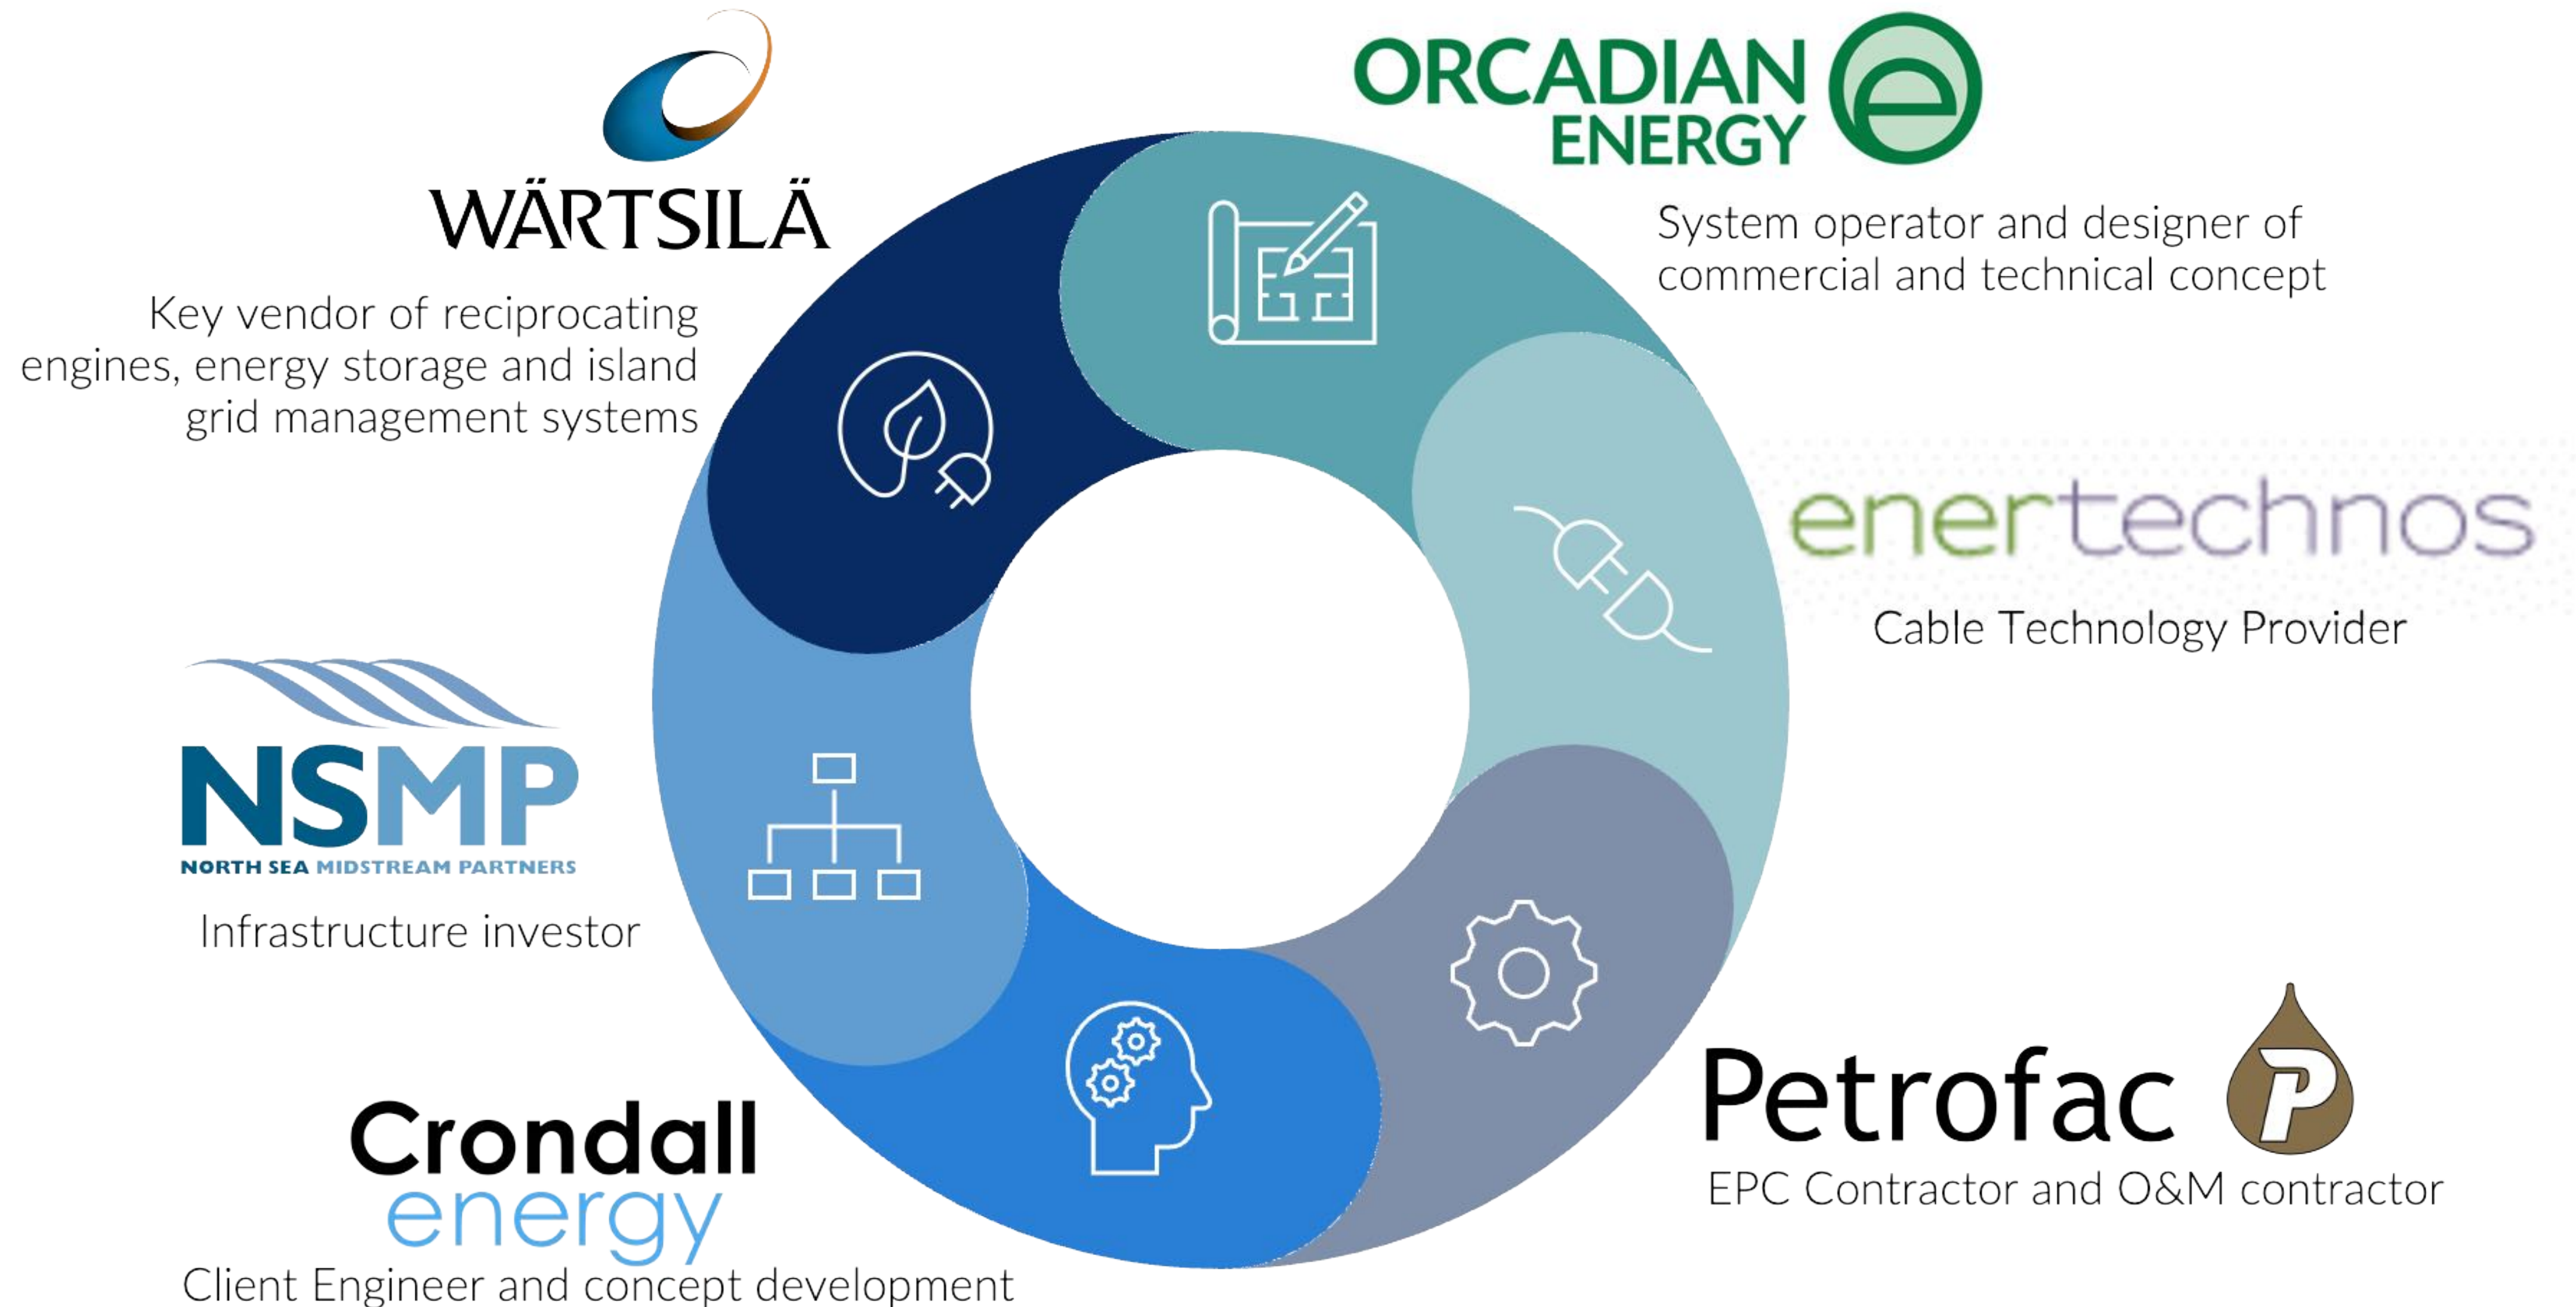 WÄRTSILÄ
Key vendor of reciprocating
engines, energy storage and island
grid management systems
ORCADIAN
ENERGY
System operator and designer of
commercial and technical concept
enertechnos
Cable Technology Provider
NSMP
NORTH SEA MIDSTREAM PARTNERS
Infrastructure investor
Petrofac
EPC Contractor and O&M contractor
Crondall
energy
Client Engineer and concept development